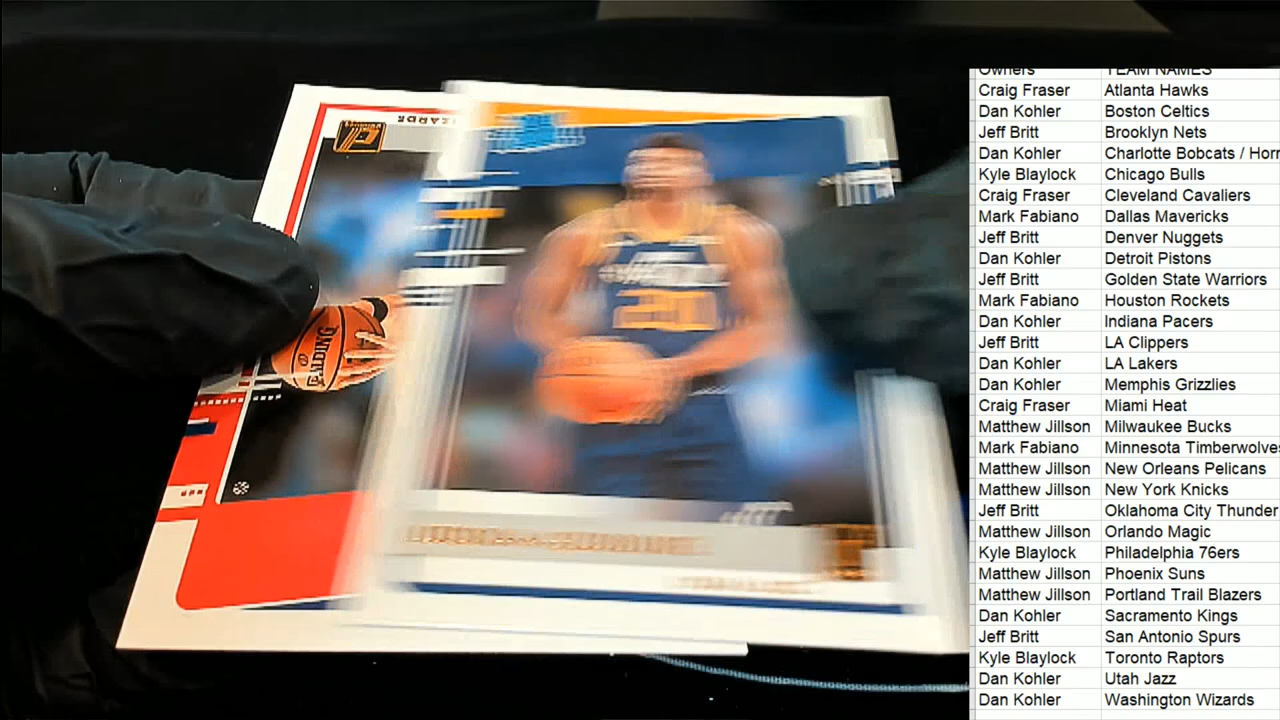 Owners TEAM NAMES
Craig Fraser Atlanta Hawks
Dan Kohler Boston Celtics
Jeff Britt Brooklyn Nets
Dan Kohler Charlotte Bobcats / Horr
Kyle Blaylock Chicago Bulls
Craig Fraser Cleveland Cavaliers
Mark Fabiano Dallas Mavericks
Jeff Britt Denver Nuggets
Dan Kohler Detroit Pistons
Jeff Britt Golden State Warriors
Mark Fabiano Houston Rockets
Dan Kohler Indiana Pacers
Jeff Britt LA Clippers
Dan Kohler LA Lakers
Dan Kohler Memphis Grizzlies
Craig Fraser Miami Heat
Matthew Jillson Milwaukee Bucks
Mark Fabiano Minnesota Timberwolves
Matthew Jillson New Orleans Pelicans
Matthew Jillson New York Knicks
Jeff Britt Oklahoma City Thunder
Matthew Jillson Orlando Magic
Kyle Blaylock Philadelphia 76ers
Matthew Jillson Phoenix Suns
Matthew Jillson Portland Trail Blazers
Dan Kohler Sacramento Kings
Jeff Britt San Antonio Spurs
Kyle Blaylock Toronto Raptors
Dan Kohler Utah Jazz
Dan Kohler Washington Wizards
SPALDING